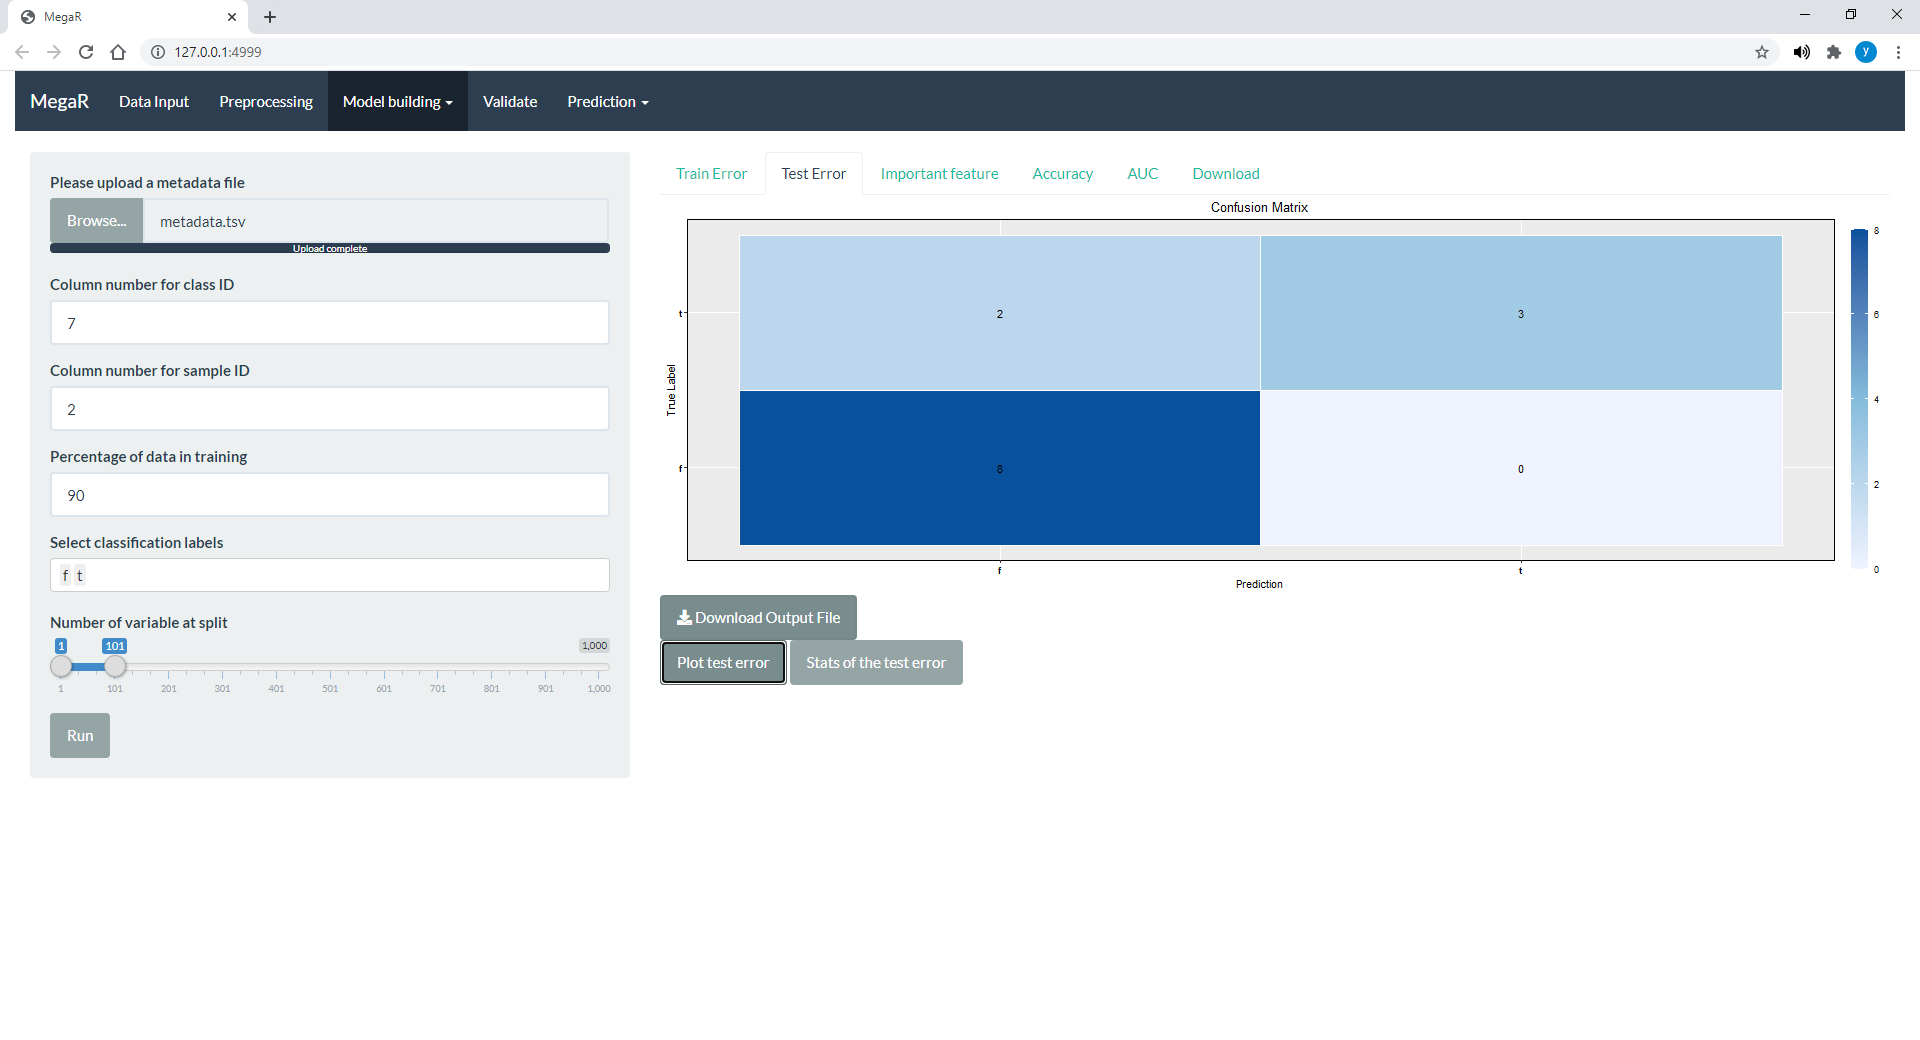 MegaR
127.0.0.1:4999
y
MegaR Data Input Preprocessing Model building Validate Prediction
Please upload a metadata file
Browse... metadata.tsv
Upload complete
Column number for class ID
7
Column number for sample ID
2
Percentage of data in training
90
Select classification labels
f t
Number of variable at split
1 101 1,000
1 101 201 301 401 501 601 701 801 901 1,000
Run
Train Error Test Error Important feature Accuracy AUC Download
Confusion Matrix
True Label
t
2 3
f
8 0
f t
Prediction
8
6
4
2
0
Download Output File
Plot test error Stats of the test error